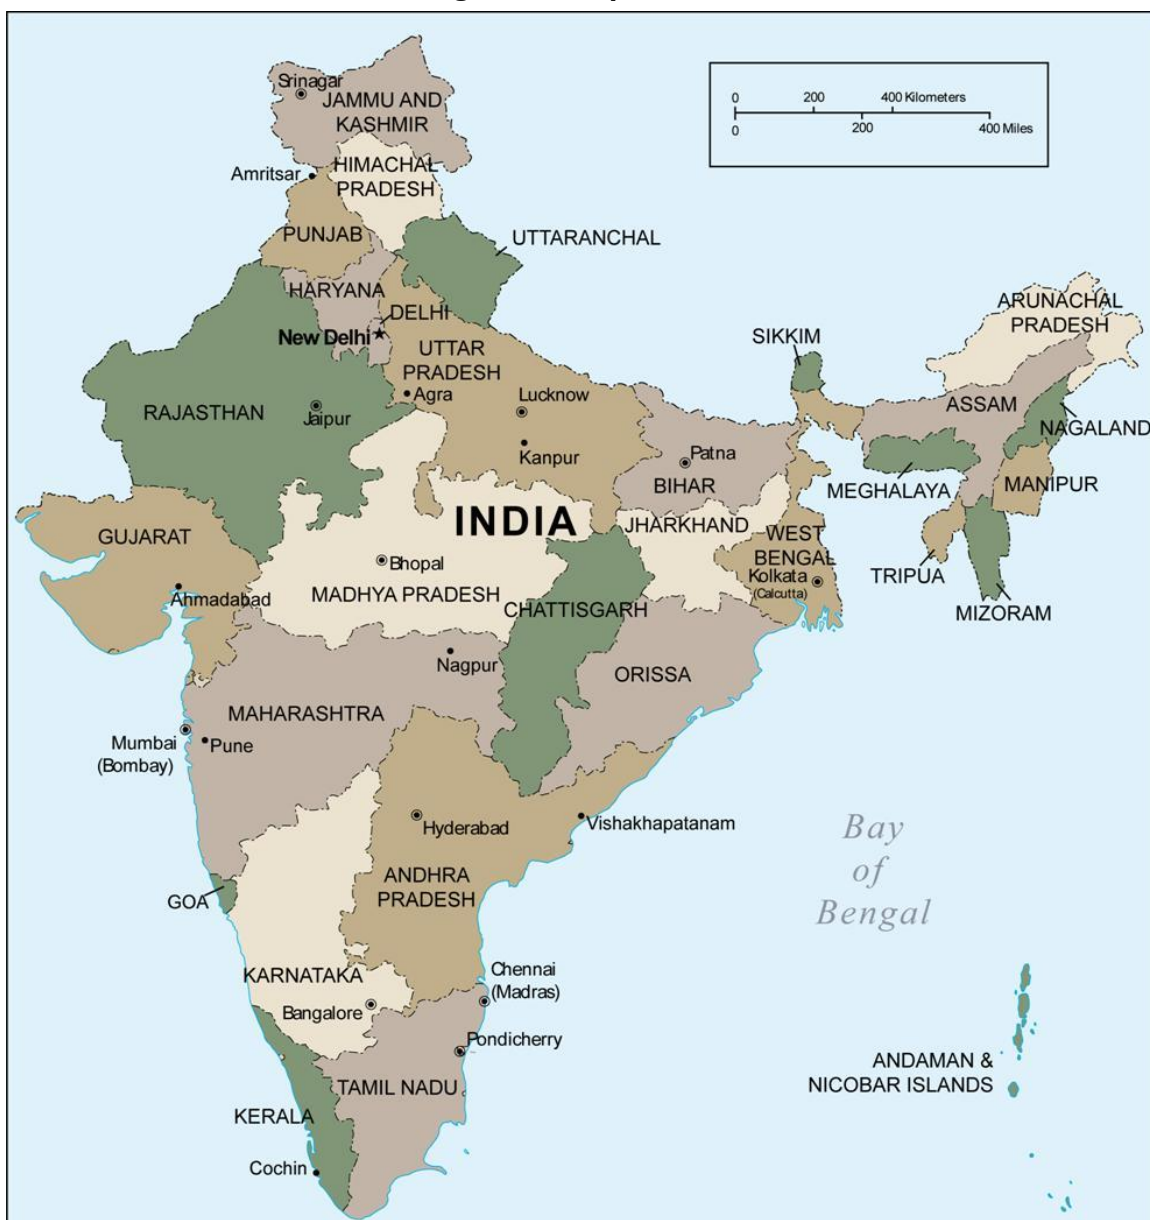 Srinagar
JAMMU AND
KASHMIR
0 200 400 Kilometers
0 200 400 Miles
HIMACHAL
PRADESH
Amritsar
PUNJAB
UTTARANCHAL
HARYANA
DELHI
New Delhi
UTTAR
PRADESH
ARUNACHAL
PRADESH
SIKKIM
RAJASTHAN
Jaipur
Agra
Lucknow
Kanpur
ASSAM
NAGALAND
Patna
BIHAR
MEGHALAYA
MANIPUR
INDIA
JHARKHAND
WEST
BENGAL
Kolkata
(Calcutta)
GUJARAT
Ahmadabad
Bhopal
MADHYA PRADESH
CHATTISGARH
TRIPUA
MIZORAM
Nagpur
ORISSA
MAHARASHTRA
Mumbai
(Bombay)
Pune
Hyderabad
Vishakhapatanam
ANDHRA
PRADESH
Bay
of
Bengal
GOA
KARNATAKA
Bangalore
Chennai
(Madras)
Pondicherry
TAMIL NADU
ANDAMAN &
NICOBAR ISLANDS
KERALA
Cochin